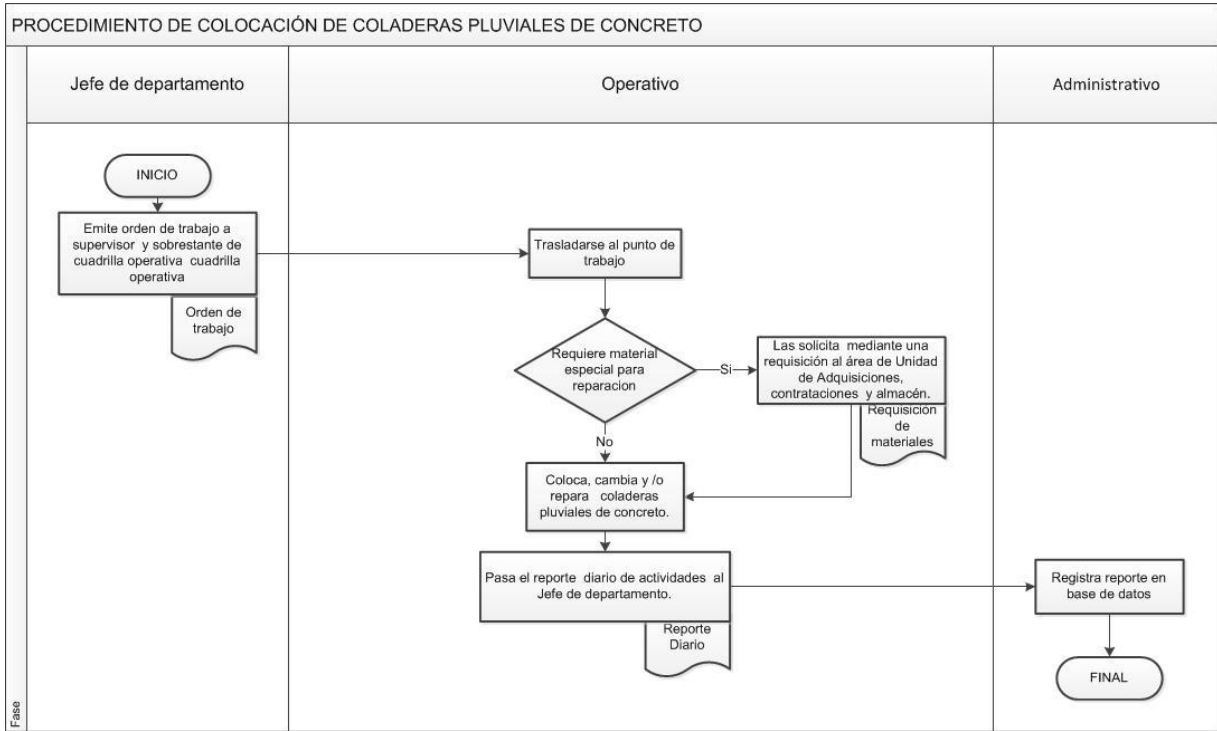 PROCEDIMIENTO DE COLOCACIÓN DE COLADERAS PLUVIALES DE CONCRETO
Jefe de departamento
Operativo
Administrativo
INICIO
Emite orden de trabajo a
supervisor y sobrestante de
cuadrilla operativa cuadrilla
operativa
Orden de
trabajo
Trasladarse al punto de
trabajo
Requiere material
especial para
reparacion
Si
Las solicita mediante una
requisición al área de Unidad
de Adquisiciones,
contrataciones y almacén.
Requisición
de
materiales
No
Coloca, cambia y /o
repara coladeras
pluviales de concreto.
Pasa el reporte diario de actividades al
Jefe de departamento.
Reporte
Diario
Registra reporte en
base de datos
FINAL
Fase